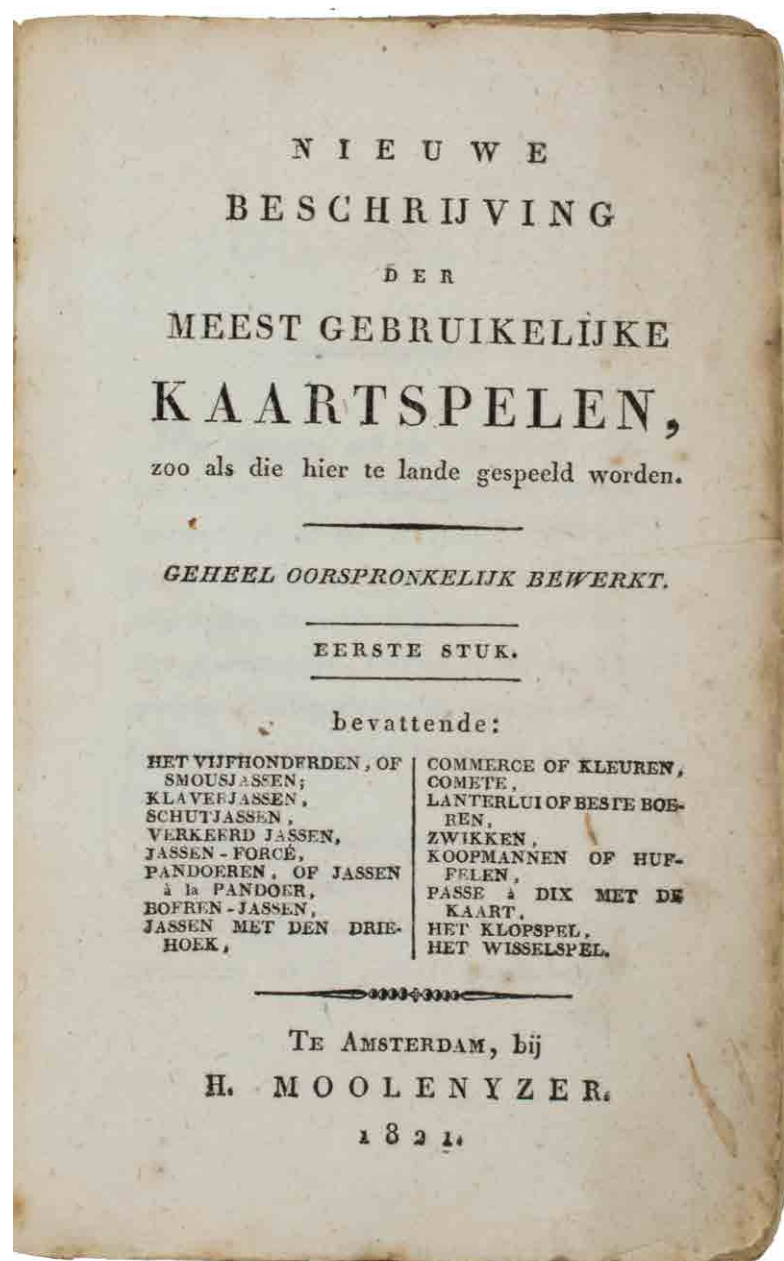 NIEUWE
BESCHRIJVING
DER
MEEST GEBRUIKELIJKE
KAARTSPELEN,
zoo als die hier te lande gespeeld worden.
GEHEEL OORSPRONKELIJK BEWERKT.
EERSTE STUK.
bevattende:
HET VIJFHONDERDEN, OF
SMOUSJASSEN;
KLAVERJASSEN,
SCHUTJASSEN,
VERKEERD JASSEN,
JASSEN-FORCÉ,
PANDOEREN, OF JASSEN
à la PANDOER,
BOEREN-JASSEN,
JASSEN MET DEN DRIE-
HOEK,
COMMERCE OF KLEUREN,
COMETE,
LANTERLUI OF BESTE BOE-
REN,
ZWIKKEN,
KOOPMANNEN OF HUF-
FELEN,
PASSE à DIX MET DE
KAART,
HET KLOPSPEL,
HET WISSELSPEL.
TE AMSTERDAM, bij
H. MOOLENYZER.
1821.